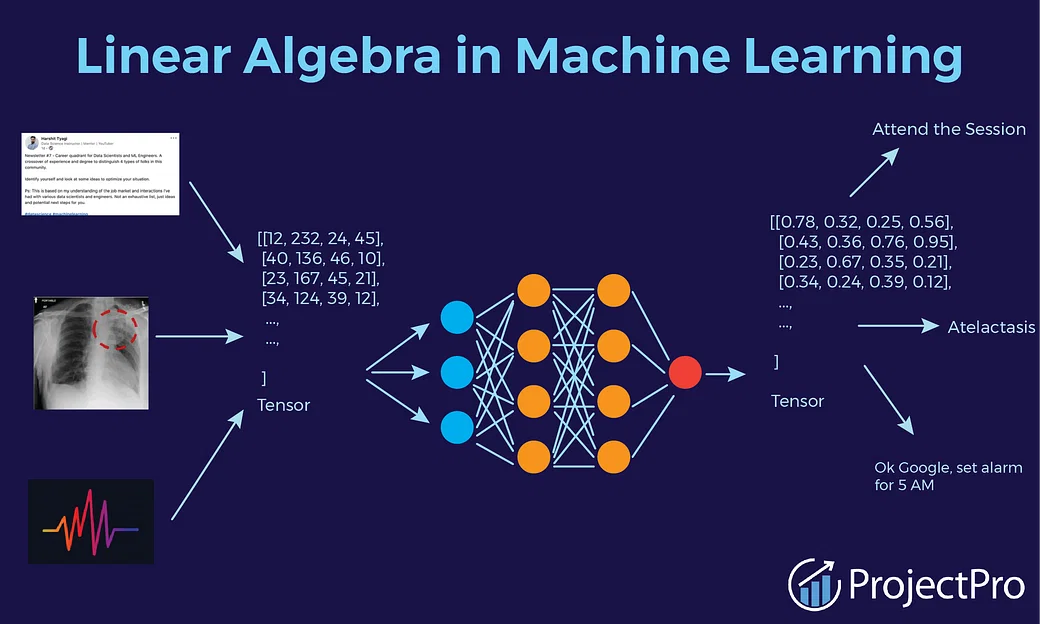 Linear Algebra in Machine Learning
Harshit Tyagi
Data Science Instructor | Mentor | YouTuber
Newsletter #7 - Career quadrant for Data Scientists and ML Engineers. A
crossover of experience and degree to distinguish 4 types of folks in this
community.
Identify yourself and look at some ideas to optimize your situation.
Ps: This is based on my understanding of the job market and interactions I've
had with various data scientists and engineers. Not an exhaustive list, just ideas
and potential next steps for you.
#datascience #machinelearning
[[12, 232, 24, 45],
[40, 136, 46, 10],
[23, 167, 45, 21],
[34, 124, 39, 12],
...,
...,
]
Tensor
[[0.78, 0.32, 0.25, 0.56],
[0.43, 0.36, 0.76, 0.95],
[0.23, 0.67, 0.35, 0.21],
[0.34, 0.24, 0.39, 0.12],
...,
...,
]
Tensor
Attend the Session
Atelactasis
Ok Google, set alarm
for 5 AM
ProjectPro